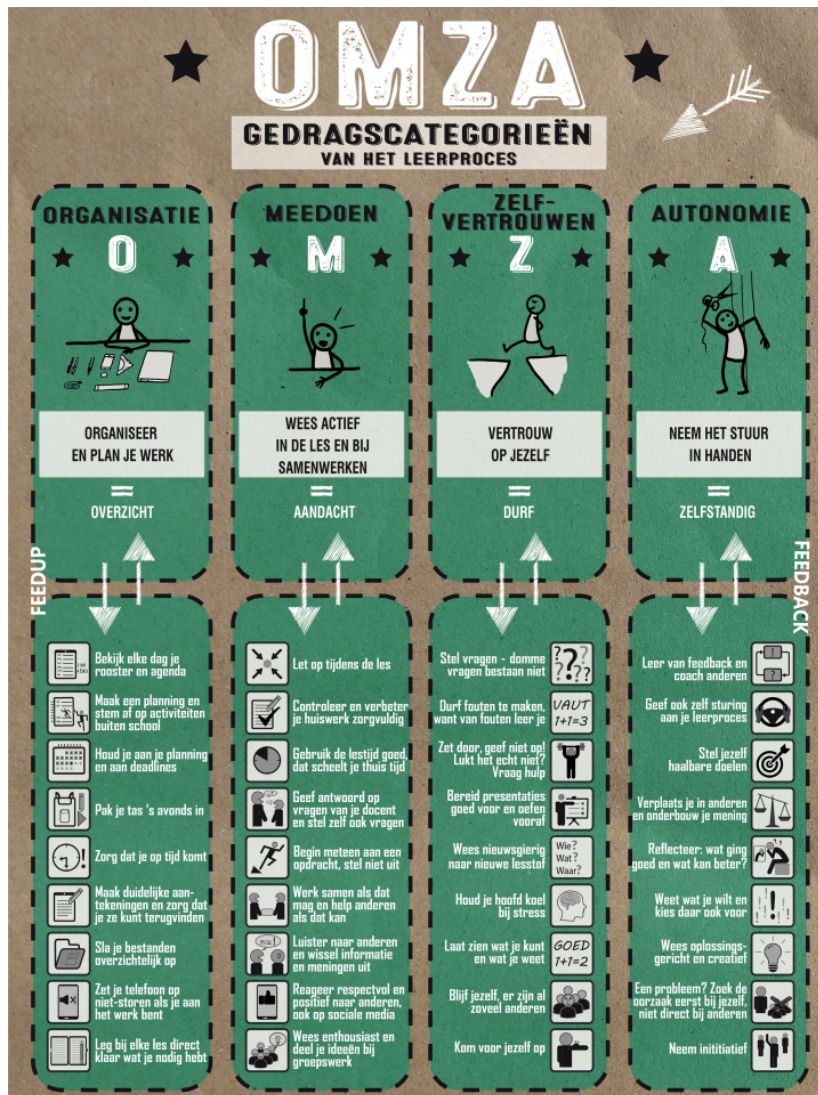 OMZA
GEDRAGSCATEGORIEËN
VAN HET LEERPROCES
ORGANISATIE
O
ORGANISEER
EN PLAN JE WERK
=
OVERZICHT
MEEDOEN
M
WEES ACTIEF
IN DE LES EN BIJ
SAMENWERKEN
=
AANDACHT
ZELF-
VERTROUWEN
Z
VERTROUW
OP JEZELF
=
DURF
AUTONOMIE
A
NEEM HET STUUR
IN HANDEN
=
ZELFSTANDIG
FEEDUP
FEEDBACK
Bekijk elke dag je
rooster en agenda
Maak een planning en
stem af op activiteiten
buiten school
Houd je aan je planning
en aan deadlines
Pak je tas 's avonds in
Zorg dat je op tijd komt
Maak duidelijke aan-
tekeningen en zorg dat
je ze kunt terugvinden
Sla je bestanden
overzichtelijk op
Zet je telefoon op
niet-storen als je aan
het werk bent
Leg bij elke les direct
klaar wat je nodig hebt
Let op tijdens de les
Controleer en verbeter
je huiswerk zorgvuldig
Gebruik de lestijd goed,
dat scheelt je thuis tijd
Geef antwoord op
vragen van je docent
en stel zelf ook vragen
Begin meteen aan een
opdracht, stel niet uit
Werk samen als dat
mag en help anderen
als dat kan
Luister naar anderen
en wissel informatie
en meningen uit
Reageer respectvol en
positief naar anderen,
ook op sociale media
Wees enthousiast en
deel je ideeën bij
groepswerk
Stel vragen - domme
vragen bestaan niet
???
???
Durf fouten te maken,
want van fouten leer je
VAUT
1+1=3
Zet door, geef niet op!
Lukt het echt niet?
Vraag hulp
Bereid presentaties
goed voor en oefen
vooraf
Wees nieuwsgierig
naar nieuwe lesstof
Wie?
Wat?
Waar?
Houd je hoofd koel
bij stress
Laat zien wat je kunt
en wat je weet
GOED
1+1=2
Blijf jezelf, er zijn al
zoveel anderen
Kom voor jezelf op
Leer van feedback en
coach anderen
Geef ook zelf sturing
aan je leerproces
Stel jezelf
haalbare doelen
Verplaats je in anderen
en onderbouw je mening
Reflecteer: wat ging
goed en wat kan beter?
Weet wat je wilt en
kies daar ook voor
Wees oplossings-
gericht en creatief
Een probleem? Zoek de
oorzaak eerst bij jezelf,
niet direct bij anderen
Neem inititiatief